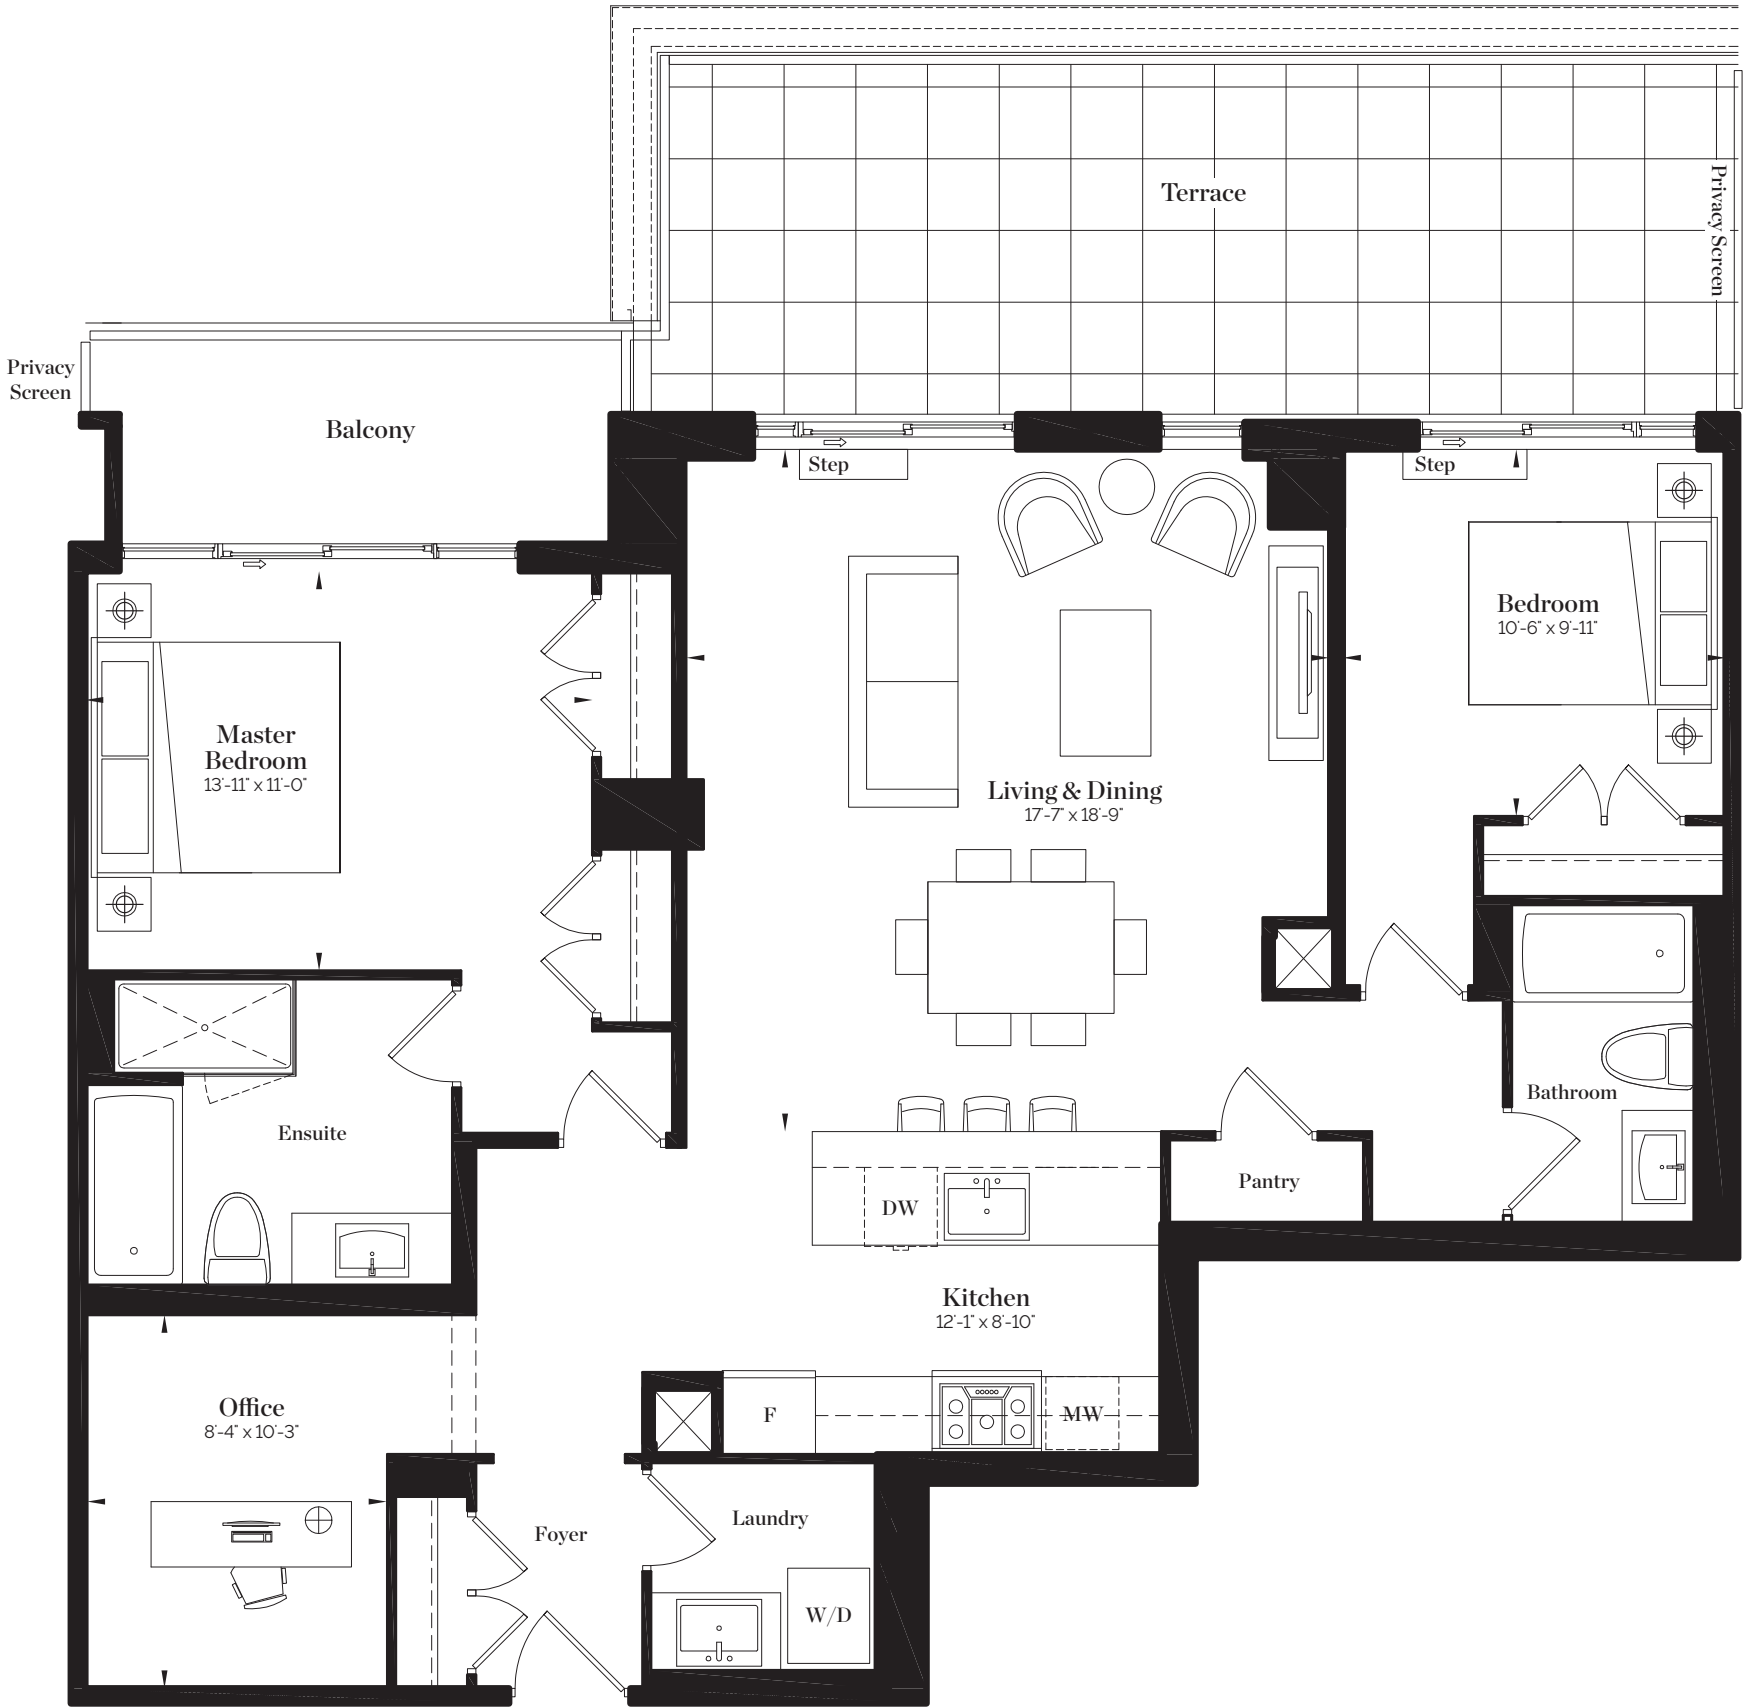 Terrace
Privacy Screen
Privacy
Screen
Balcony
Step
Step
Bedroom
10'-6" x 9'-11"
Master
Bedroom
13'-11" x 11'-0"
Living & Dining
17'-7" x 18'-9"
Bathroom
Ensuite
Pantry
DW
Kitchen
12'-1" x 8'-10"
Office
8'-4" x 10'-3"
F
MW
Laundry
Foyer
W/D